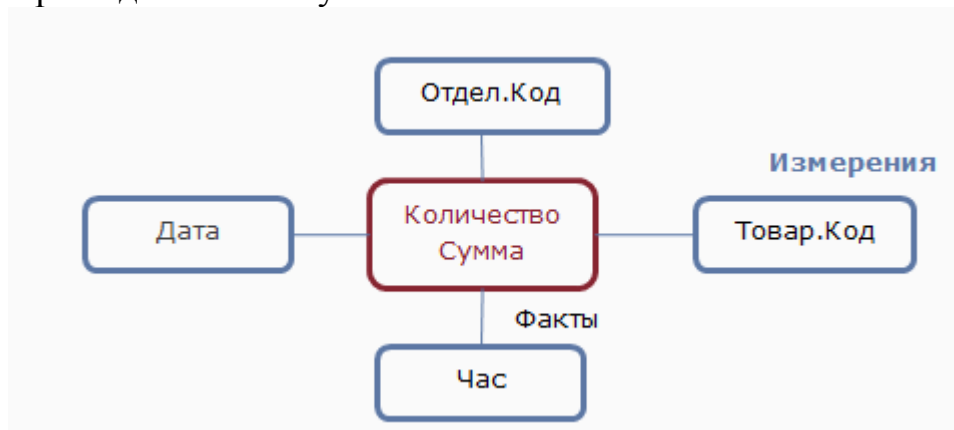 Отдел.Код
Измерения
Дата
Количество
Сумма
Товар.Код
Факты
Час